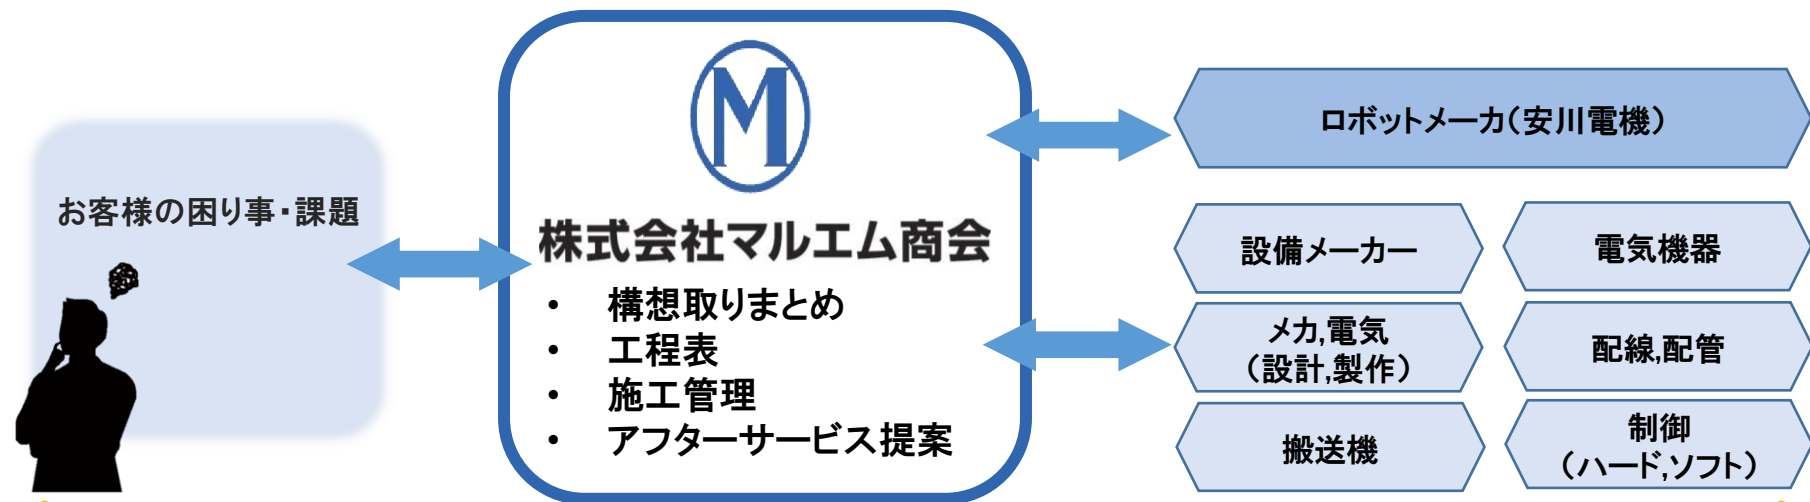 お客様の困り事・課題
M
株式会社マルエム商会
• 構想取りまとめ
• 工程表
• 施工管理
• アフターサービス提案
ロボットメーカ(安川電機)
設備メーカー
電気機器
メカ,電気
(設計,製作)
配線,配管
搬送機
制御
(ハード,ソフト)